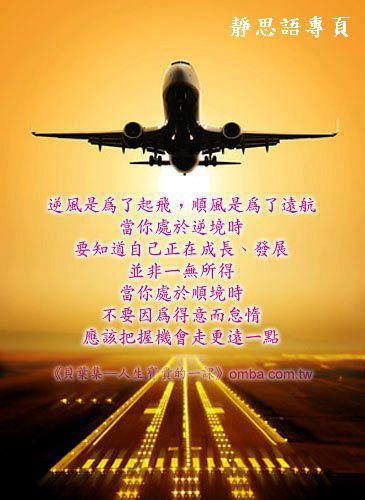 靜思語專頁
逆風是為了起飛，順風是為了遠航
當你處於逆境時
要知道自己正在成長、發展
並非一無所得
當你處於順境時
不要因為得意而怠惰
應該把握機會走更遠一點
《貝葉集—人生寶貴的一課》omba.com.tw